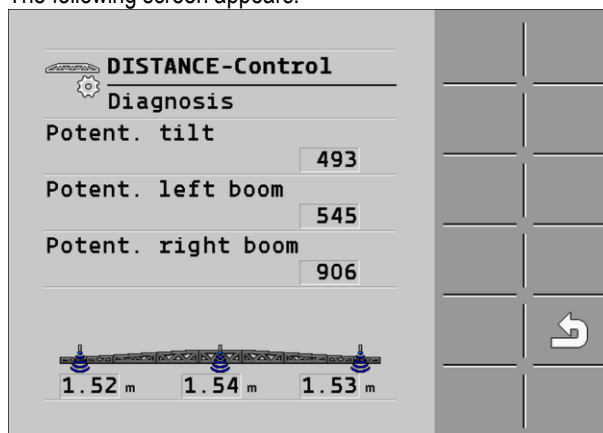 The following screen appears:
DISTANCE-Control
Diagnosis
Potent. tilt
493
Potent. left boom
545
Potent. right boom
906
1.52 m 1.54 m 1.53 m